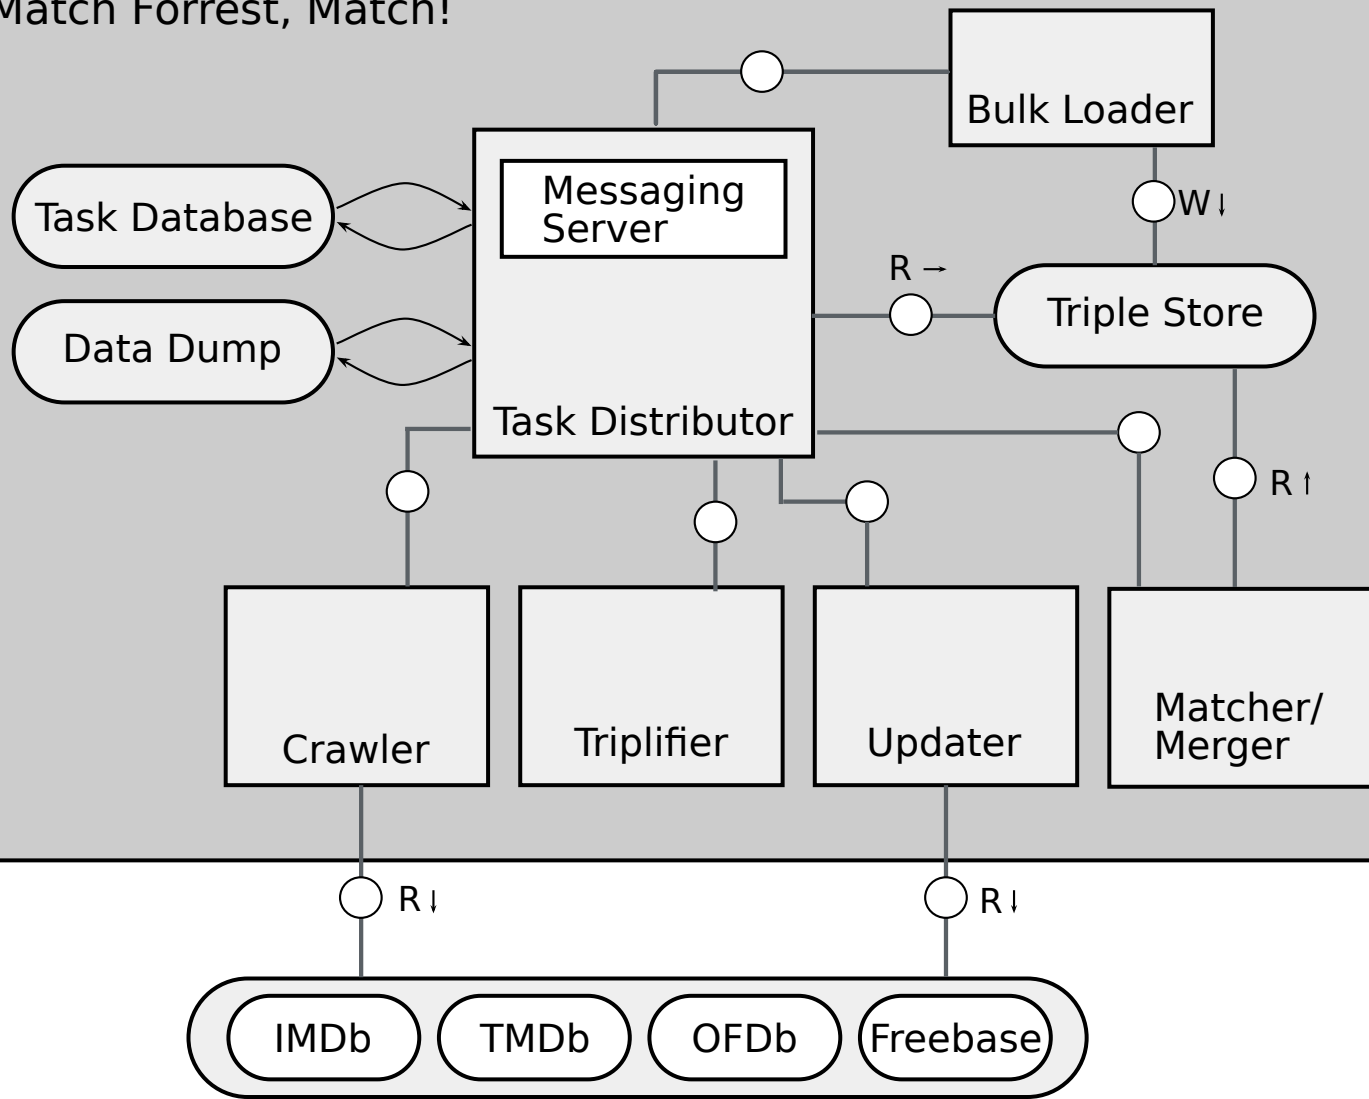 Match Forrest, Match!
Bulk Loader
Messaging
Server
Task Database
W ↓
R →
Triple Store
Data Dump
Task Distributor
R ↑
Crawler
Triplifier
Updater
Matcher/
Merger
R ↓
R ↓
IMDb
TMDb
OFDb
Freebase